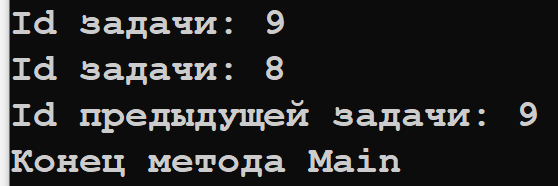 Id задачи: 9
Id задачи: 8
Id предыдущей задачи: 9
Конец метода Main